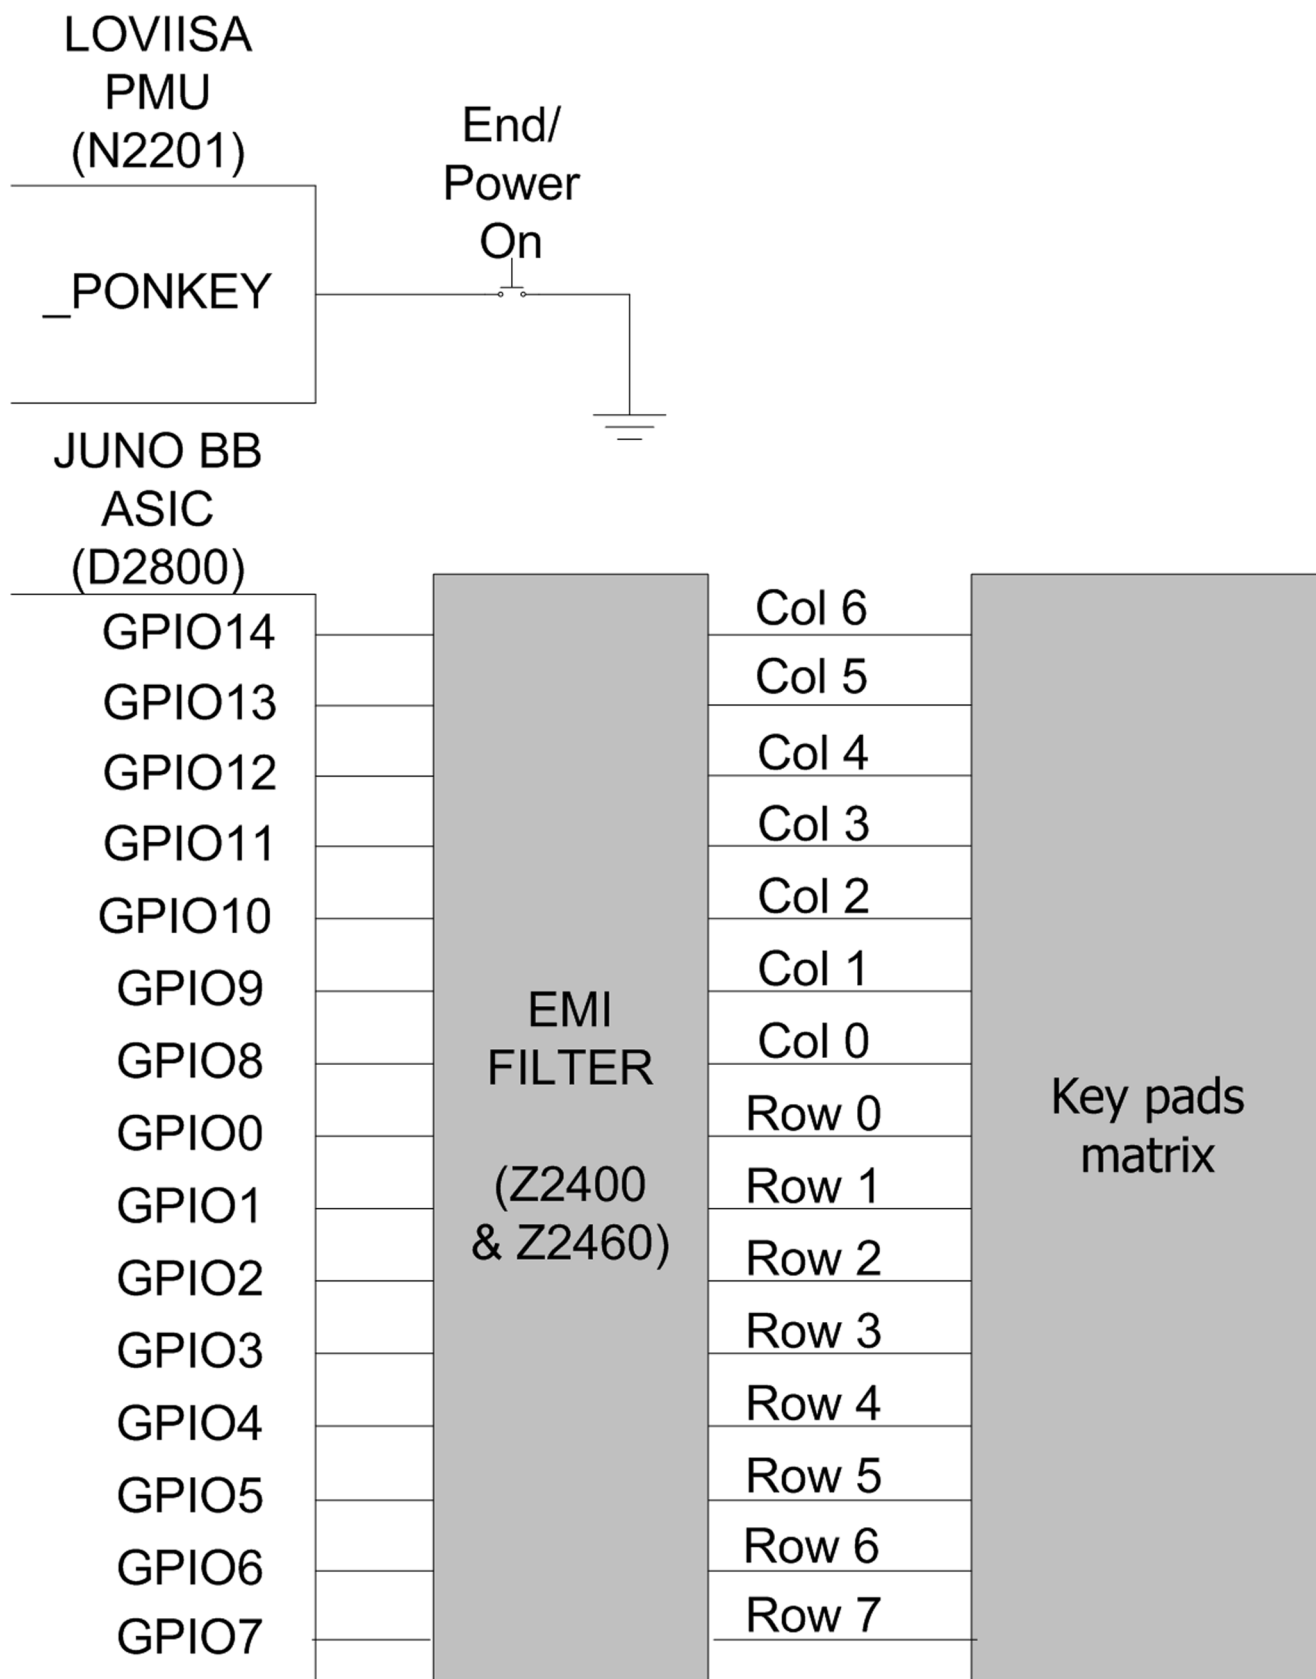 LOVIISA
PMU
(N2201)
End/
Power
On
_PONKEY
JUNO BB
ASIC
(D2800)
GPIO14
Col 6
GPIO13
Col 5
GPIO12
Col 4
GPIO11
Col 3
GPIO10
Col 2
GPIO9
Col 1
GPIO8
Col 0
GPIO0
Row 0
GPIO1
Row 1
GPIO2
Row 2
GPIO3
Row 3
GPIO4
Row 4
GPIO5
Row 5
GPIO6
Row 6
GPIO7
Row 7
EMI
FILTER
(Z2400
& Z2460)
Key pads
matrix